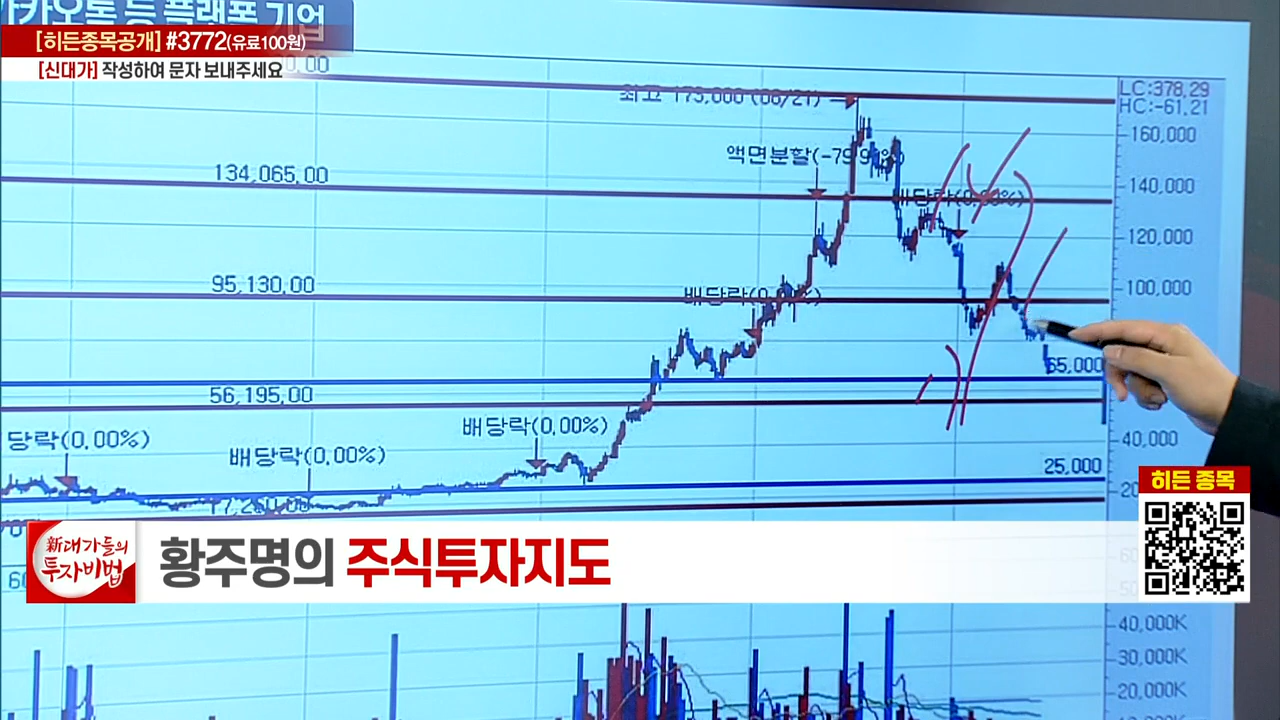 카카오톡 등 플랫폼 기업
[히든종목공개] #3772(유료100원)
[신대가] 작성하여 문자 보내주세요
LC:378.29
HC:-61.21
최고 173,000 (06/21)
160,000
액면분할(-79.9
134,065.00
140,000
배당락(0.00%)
120,000
95,130.00
배당락(0.
100,000
65,000
56,195.00
배당락(0.00%)
당락(0.00%)
배당락(0.00%)
40,000
25,000
20
17,260.00
히든 종목
新대가들의
투자비법
황주명의 주식투자지도
40,000K
30,000K
20,000K